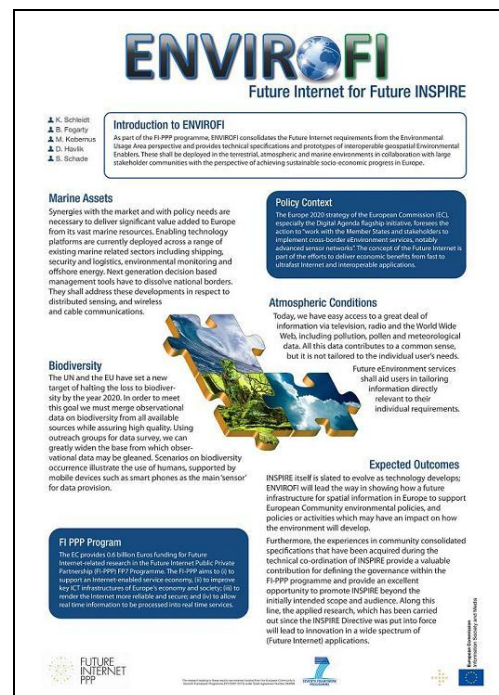 ENVIROFI
Future Internet for Future INSPIRE
K. Schleidt
B. Fogarty
M. Kobernus
D. Havlik
S. Schade
Introduction to ENVIROFI
As part of the FI-PPP programme, ENVIROFI consolidates the Future Internet requirements from the Environmental
Usage Area perspective and provides technical specifications and prototypes of interoperable geospatial Environmental
Enablers. These shall be deployed in the terrestrial, atmospheric and marine environments in collaboration with large
stakeholder communities with the perspective of achieving sustainable socio-economic progress in Europe.
Marine Assets
Synergies with the market and with policy needs are
necessary to deliver significant value added to Europe
from its vast marine resources. Enabling technology
platforms are currently deployed across a range of
existing marine related sectors including shipping,
security and logistics, environmental monitoring and
offshore energy. Next generation decision based
management tools have to dissolve national borders.
They shall address these developments in respect to
distributed sensing, and wireless
and cable communications.
Policy Context
The Europe 2020 strategy of the European Commission (EC),
especially the Digital Agenda flagship initiative, foresees the
action to "work with the Member States and stakeholders to
implement cross-border eEnvironment services, notably
advanced sensor networks". The concept of the Future Internet is
part of the efforts to deliver economic benefits from fast to
ultrafast Internet and interoperable applications.
Atmospheric Conditions
Today, we have easy access to a great deal of
information via television, radio and the World Wide
Web, including pollution, pollen and meteorological
data. All this data contributes to a common sense,
but it is not tailored to the individual user's needs.
Future eEnvironment services
shall aid users in tailoring
information directly
relevant to their
individual requirements.
Biodiversity
The UN and the EU have set a new
target of halting the loss to biodiver-
sity by the year 2020. In order to meet
this goal we must merge observational
data on biodiversity from all available
sources while assuring high quality. Using
outreach groups for data survey, we can
greatly widen the base from which obser-
vational data may be gleaned. Scenarios on biodiversity
occurrence illustrate the use of humans, supported by
mobile devices such as smart phones as the main 'sensor'
for data provision.
Expected Outcomes
INSPIRE itself is slated to evolve as technology develops;
ENVIROFI will lead the way in showing how a future
infrastructure for spatial information in Europe to support
European Community environmental policies, and
policies or activities which may have an impact on how
the environment will develop.
Furthermore, the experiences in community consolidated
specifications that have been acquired during the
technical co-ordination of INSPIRE provide a valuable
contribution for defining the governance within the
FI-PPP programme and provide an excellent
opportunity to promote INSPIRE beyond the
initially intended scope and audience. Along this
line, the applied research, which has been carried
out since the INSPIRE Directive was put into force
will lead to innovation in a wide spectrum of
(Future Internet) applications.
FI PPP Program
The EC provides 0.6 billion Euros funding for Future
Internet-related research in the Future Internet Public Private
Partnership (FI-PPP) FP7 Programme. The FI-PPP aims to (i) to
support an Internet-enabled service economy, (ii) to improve
key ICT infrastructures of Europe's economy and society; (iii) to
render the Internet more reliable and secure; and (iv) to allow
real time information to be processed into real time services.
FUTURE
INTERNET
PPP
SEVENTH FRAMEWORK
PROGRAMME
European Commission
Information Society and Media